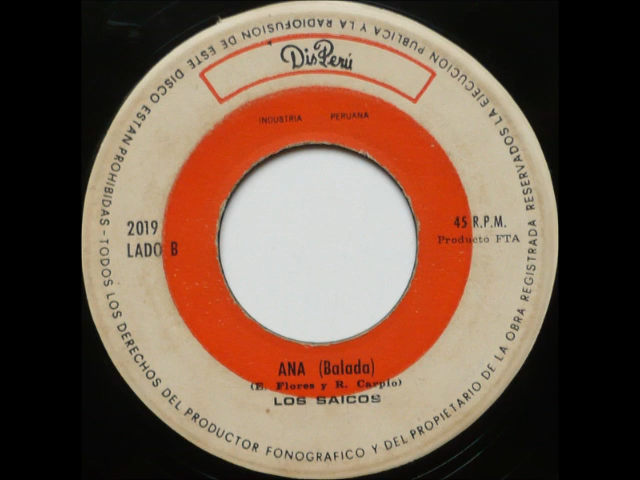 DisPerú
INDUSTRIA PERUANA
2019
LADO B
45 R.P.M.
Producto FTA
ANA (Balada)
(E. Flores y R. Carpio)
LOS SAICOS
TODOS LOS DERECHOS DEL PRODUCTOR FONOGRAFICO Y DEL PROPIETARIO DE LA OBRA REGISTRADA RESERVADOS LA EJECUCION PUBLICA Y LA RADIOFUSION DE ESTE DISCO ESTAN PROHIBIDAS -